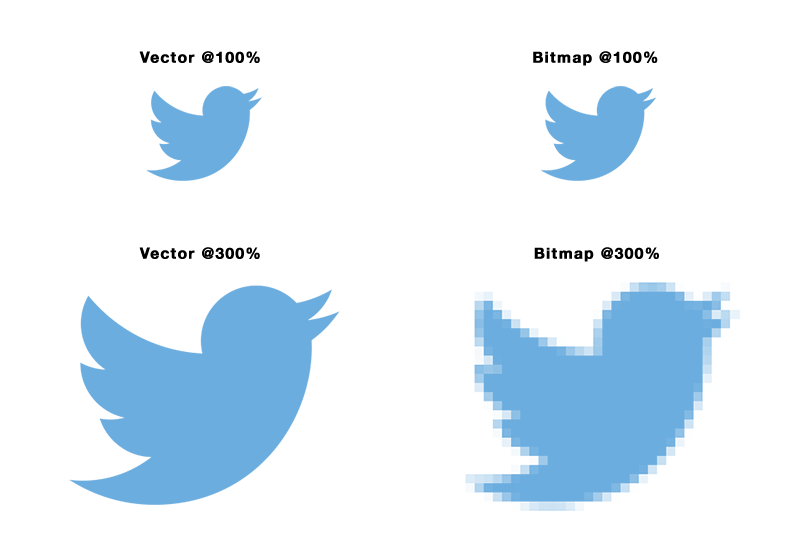 Vector @100%
Bitmap @100%
Vector @300%
Bitmap @300%